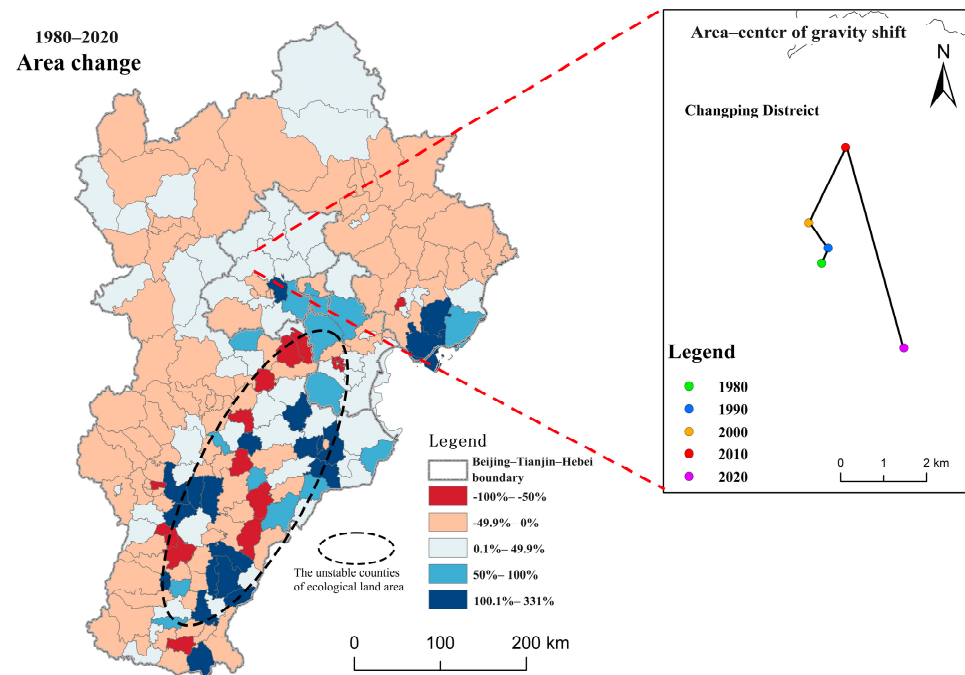 1980–2020
Area change
Area–center of gravity shift
N
Changping Distreict
Legend
1980
1990
2000
2010
2020
0 1 2 km
Legend
Beijing–Tianjin–Hebei
boundary
-100%– -50%
-49.9% 0%
0.1%– 49.9%
50%– 100%
100.1%– 331%
The unstable counties
of ecological land area
0 100 200 km